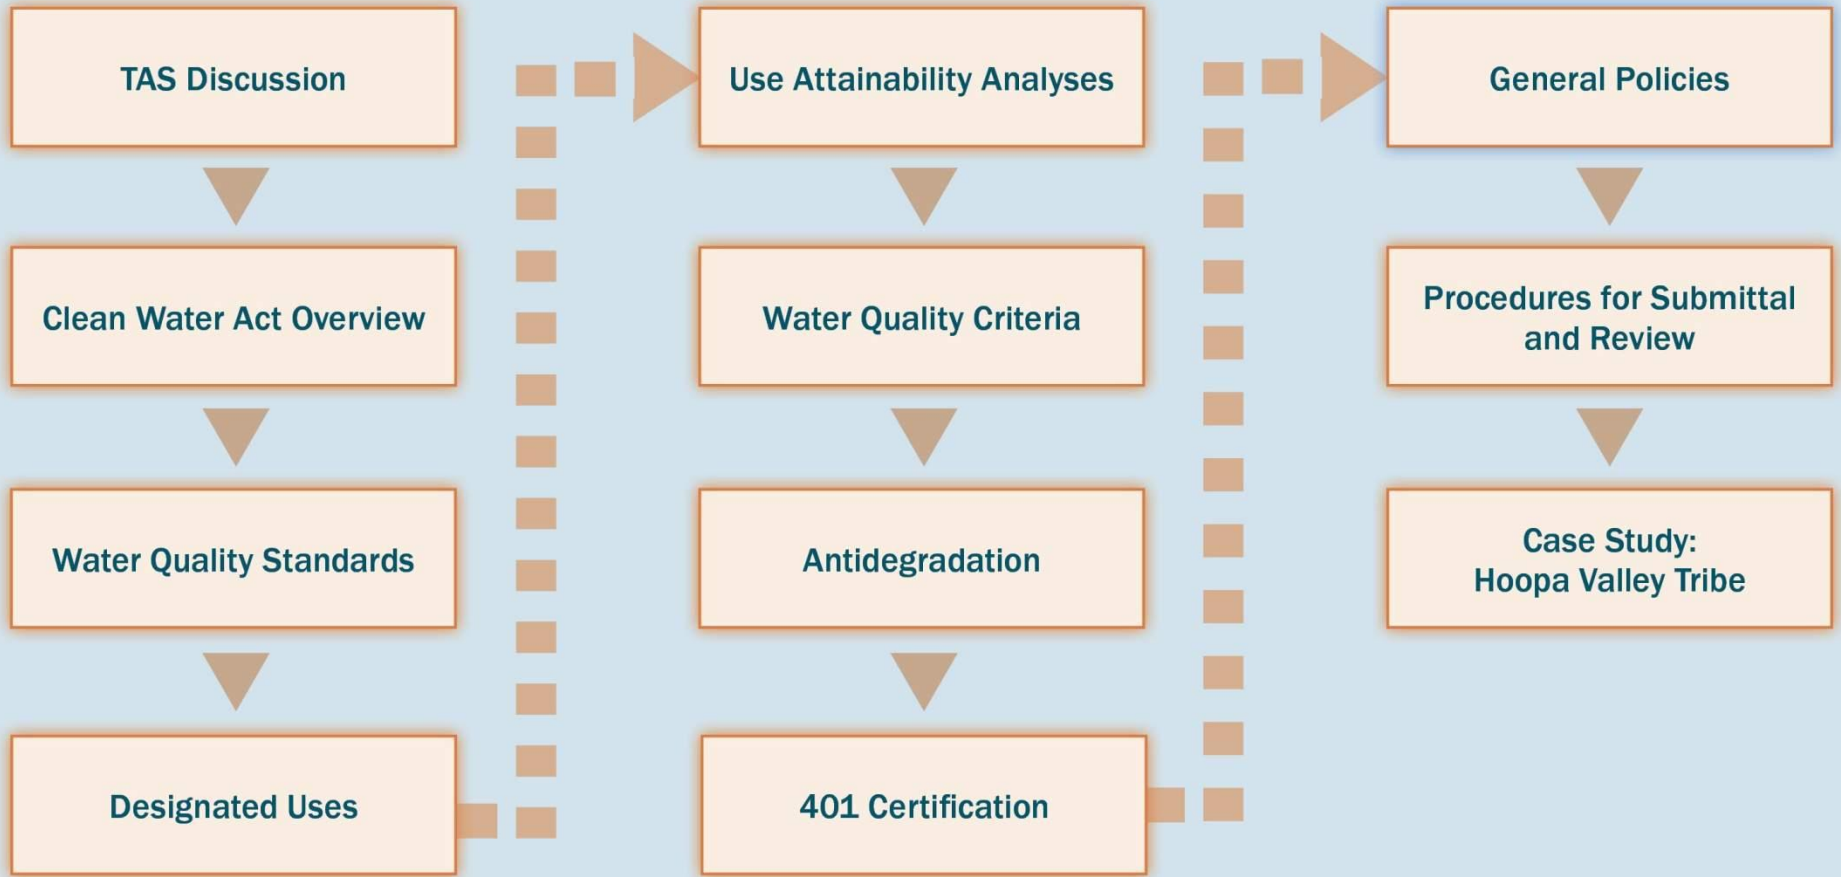 TAS Discussion
Clean Water Act Overview
Water Quality Standards
Designated Uses
Use Attainability Analyses
Water Quality Criteria
Antidegradation
401 Certification
General Policies
Procedures for Submittal
and Review
Case Study:
Hoopa Valley Tribe